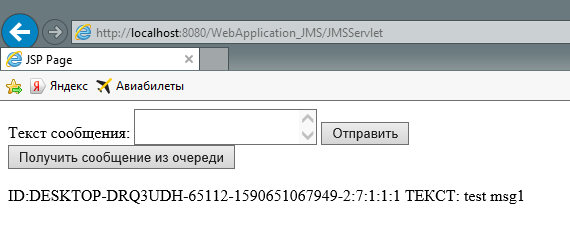 http://localhost:8080/WebApplication_JMS/JMSServlet
JSP Page
Яндекс Авиабилеты
Текст сообщения: Отправить
Получить сообщение из очереди
ID:DESKTOP-DRQ3UDH-65112-1590651067949-2:7:1:1:1 ТЕКСТ: test msg1